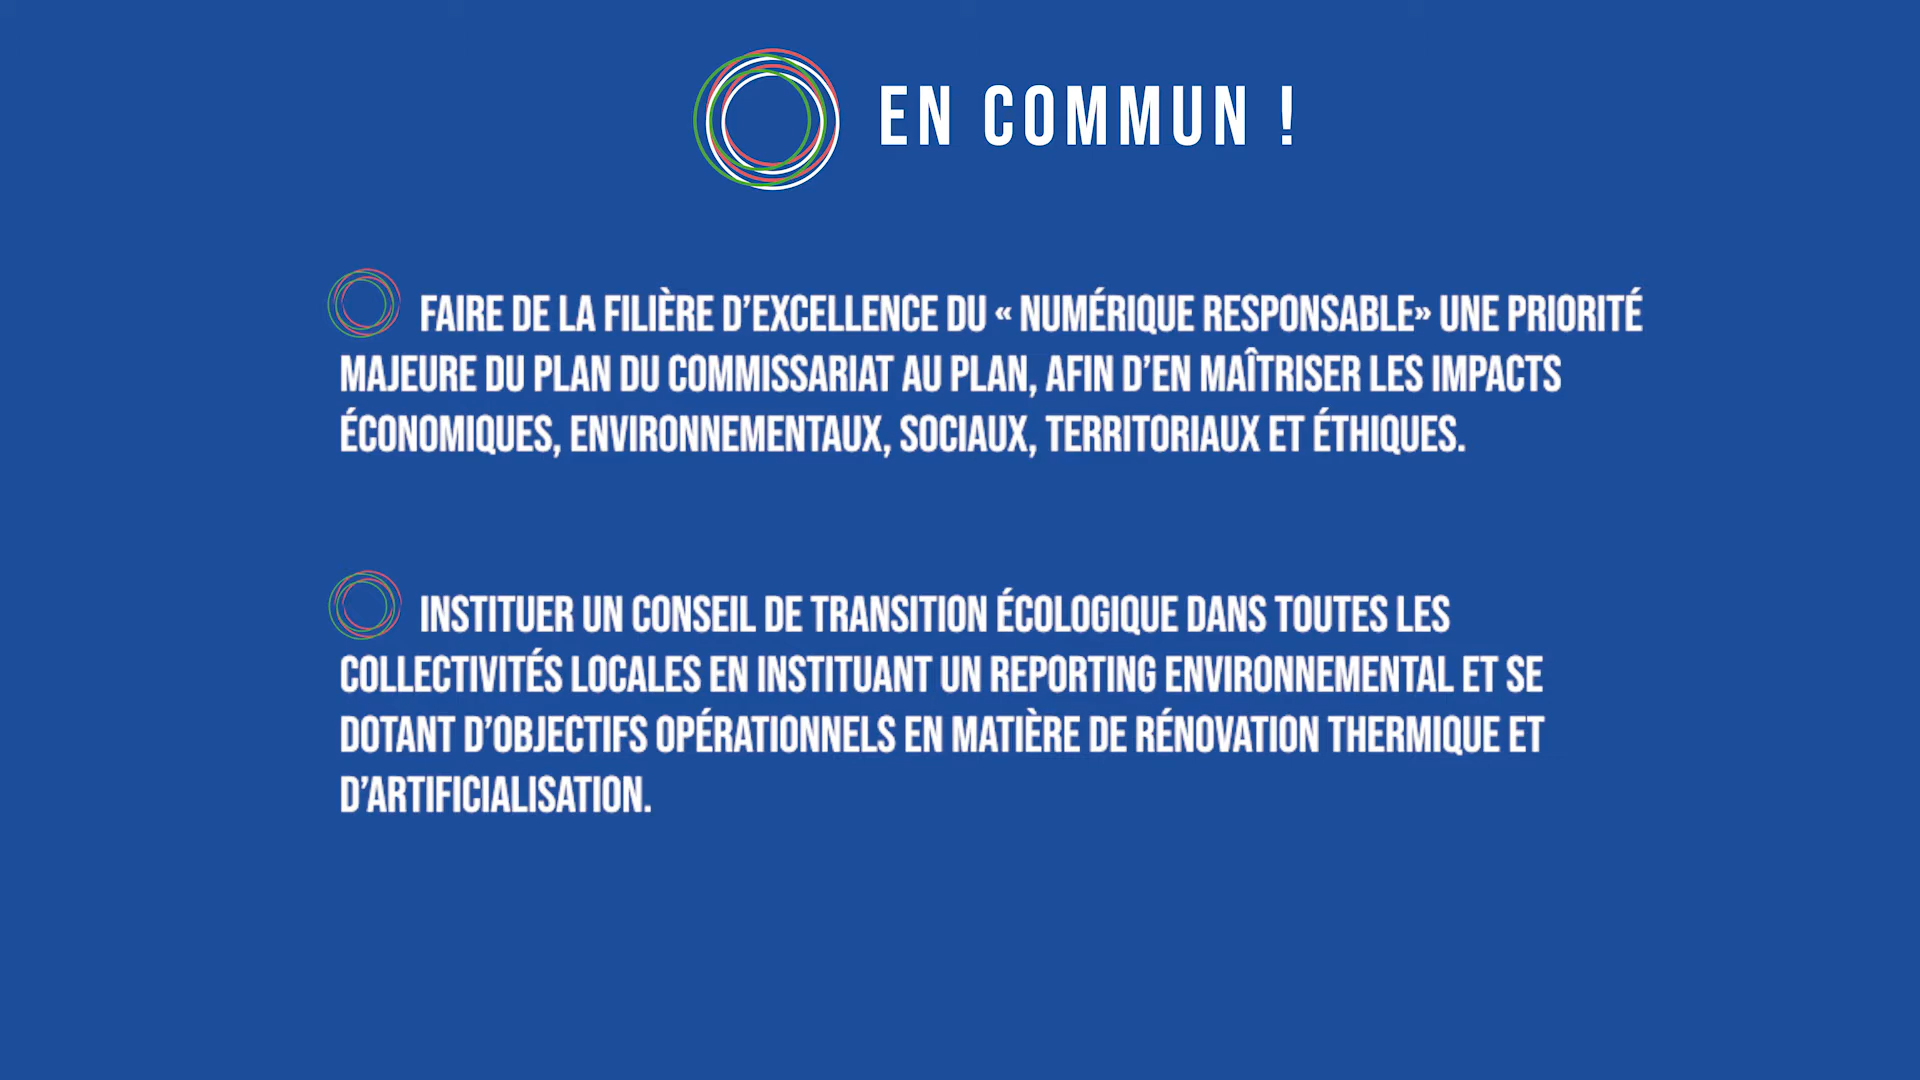 EN COMMUN !
FAIRE DE LA FILIÈRE D’EXCELLENCE DU « NUMÉRIQUE RESPONSABLE» UNE PRIORITÉ
MAJEURE DU PLAN DU COMMISSARIAT AU PLAN, AFIN D’EN MAÎTRISER LES IMPACTS
ÉCONOMIQUES, ENVIRONNEMENTAUX, SOCIAUX, TERRITORIAUX ET ÉTHIQUES.
INSTITUER UN CONSEIL DE TRANSITION ÉCOLOGIQUE DANS TOUTES LES
COLLECTIVITÉS LOCALES EN INSTITUANT UN REPORTING ENVIRONNEMENTAL ET SE
DOTANT D’OBJECTIFS OPÉRATIONNELS EN MATIÈRE DE RÉNOVATION THERMIQUE ET
D’ARTIFICIALISATION.